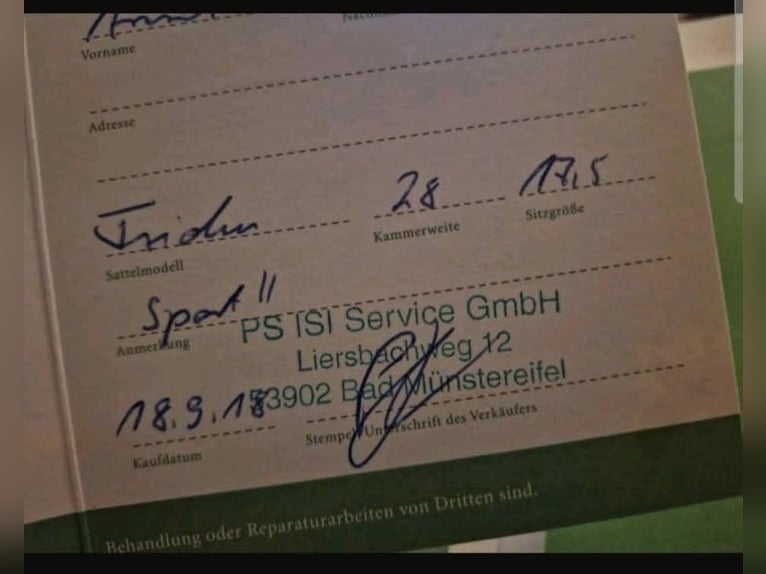 Vorname
Adresse
28 17,5
Sattelmodell Kammerweite Sitzgröße
Sport II
Anmerkung
PS ISI Service GmbH
Liersbachweg 12
53902 Bad Münstereifel
18.9.18
Kaufdatum Stempel, Unterschrift des Verkäufers
Behandlung oder Reparaturarbeiten von Dritten sind.